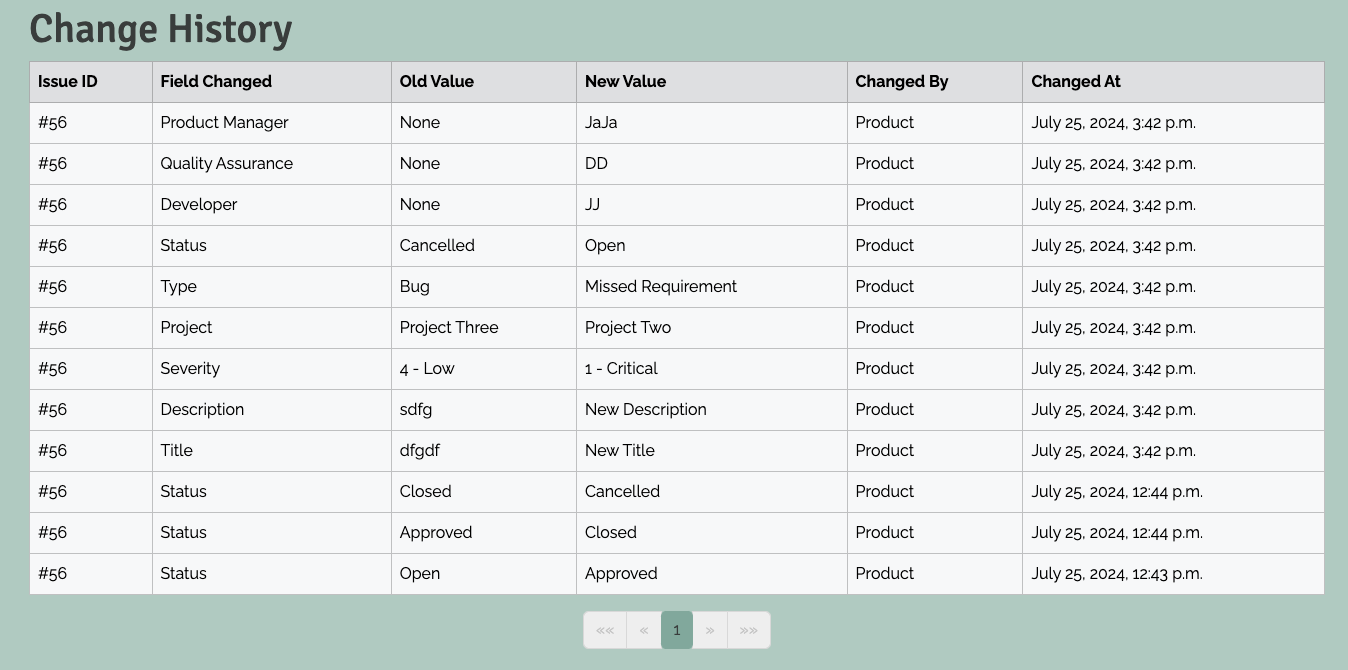 Change History
Issue ID Field Changed Old Value New Value Changed By Changed At
#56 Product Manager None JaJa Product July 25, 2024, 3:42 p.m.
#56 Quality Assurance None DD Product July 25, 2024, 3:42 p.m.
#56 Developer None JJ Product July 25, 2024, 3:42 p.m.
#56 Status Cancelled Open Product July 25, 2024, 3:42 p.m.
#56 Type Bug Missed Requirement Product July 25, 2024, 3:42 p.m.
#56 Project Project Three Project Two Product July 25, 2024, 3:42 p.m.
#56 Severity 4 - Low 1 - Critical Product July 25, 2024, 3:42 p.m.
#56 Description sdfg New Description Product July 25, 2024, 3:42 p.m.
#56 Title dfgdf New Title Product July 25, 2024, 3:42 p.m.
#56 Status Closed Cancelled Product July 25, 2024, 12:44 p.m.
#56 Status Approved Closed Product July 25, 2024, 12:44 p.m.
#56 Status Open Approved Product July 25, 2024, 12:43 p.m.
«« « 1 » »»